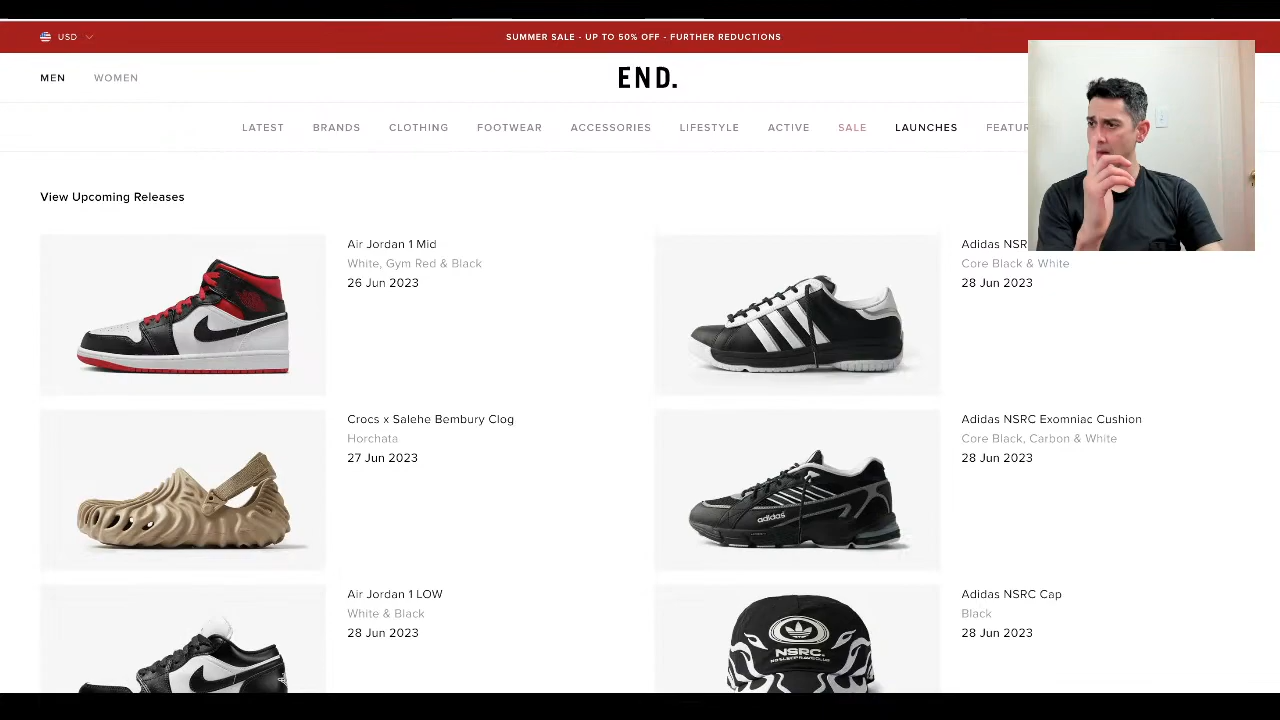 USD
SUMMER SALE - UP TO 50% OFF - FURTHER REDUCTIONS
MEN WOMEN
END.
LATEST BRANDS CLOTHING FOOTWEAR ACCESSORIES LIFESTYLE ACTIVE SALE LAUNCHES FEATUR
View Upcoming Releases
Air Jordan 1 Mid
White, Gym Red & Black
26 Jun 2023
Adidas NSR
Core Black & White
28 Jun 2023
Crocs x Salehe Bembury Clog
Horchata
27 Jun 2023
Adidas NSRC Exomniac Cushion
Core Black, Carbon & White
28 Jun 2023
adidas
Air Jordan 1 LOW
White & Black
28 Jun 2023
Adidas NSRC Cap
Black
28 Jun 2023
NSRC.